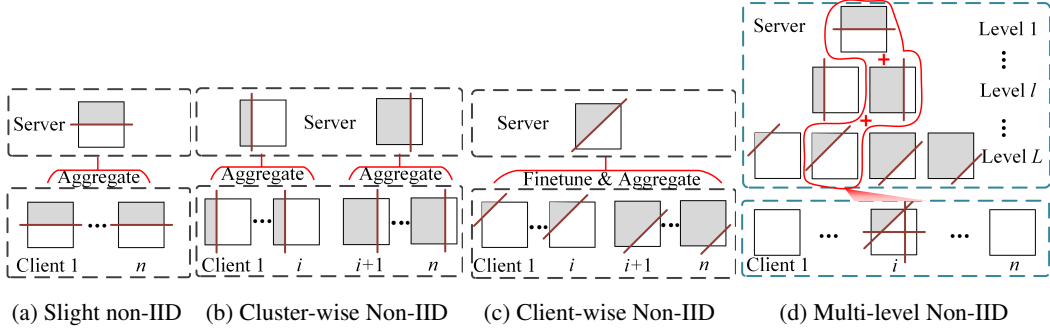 Server
Aggregate
Client 1
n
(a) Slight non-IID
Server
Aggregate
Aggregate
Client 1
i
i+1
n
(b) Cluster-wise Non-IID
Server
Finetune & Aggregate
Client 1
i
i+1
n
(c) Client-wise Non-IID
Server
Level 1
Level l
Level L
Client 1
i
n
(d) Multi-level Non-IID